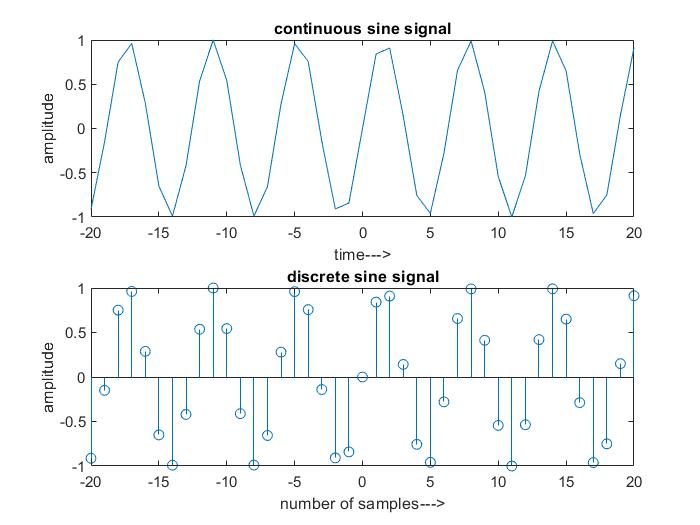 continuous sine signal
1
0.5
0
-0.5
-1
amplitude
-20 -15 -10 -5 0 5 10 15 20
time--->
discrete sine signal
1
0.5
0
-0.5
-1
amplitude
-20 -15 -10 -5 0 5 10 15 20
number of samples--->